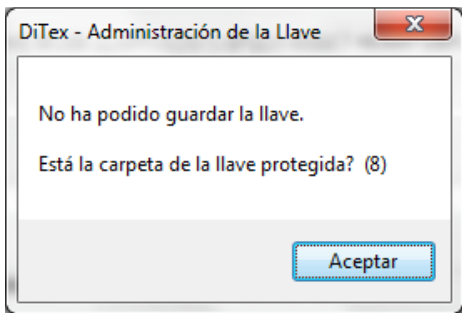 DiTex - Administración de la Llave
No ha podido guardar la llave.
Está la carpeta de la llave protegida?  (8)
Aceptar